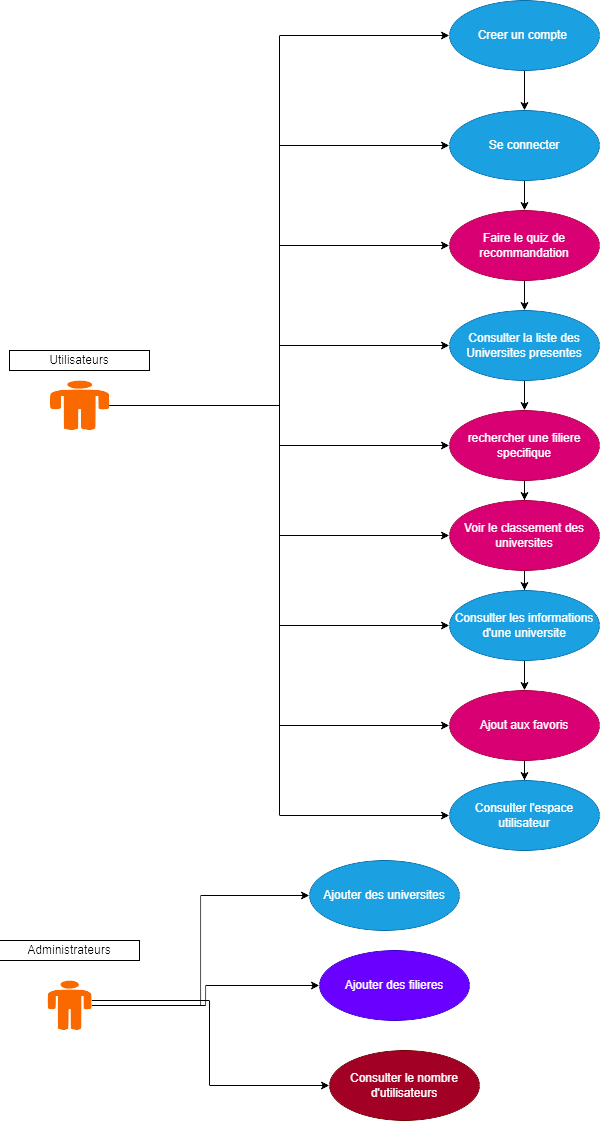 Creer un compte
Se connecter
Faire le quiz de
recommandation
Consulter la liste des
Universites presentes
Utilisateurs
rechercher une filiere
specifique
Voir le classement des
universites
Consulter les informations
d'une universite
Ajout aux favoris
Consulter l'espace
utilisateur
Ajouter des universites
Administrateurs
Ajouter des filieres
Consulter le nombre
d'utilisateurs